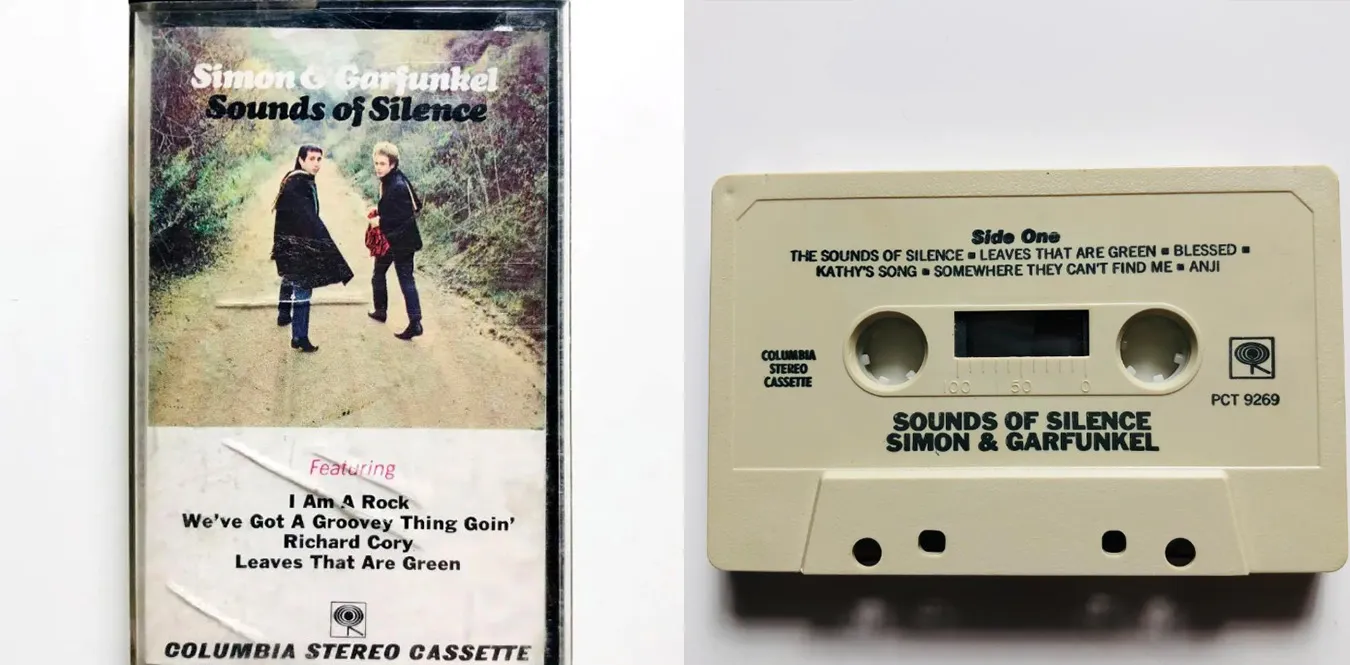 Simon & Garfunkel
Sounds of Silence
Featuring
I Am A Rock
We've Got A Groovey Thing Goin'
Richard Cory
Leaves That Are Green
COLUMBIA STEREO CASSETTE
Side One
THE SOUNDS OF SILENCE ■ LEAVES THAT ARE GREEN ■ BLESSED ■
KATHY'S SONG ■ SOMEWHERE THEY CAN'T FIND ME ■ ANJI
COLUMBIA
STEREO
CASSETTE
100 50 0
PCT 9269
SOUNDS OF SILENCE
SIMON & GARFUNKEL